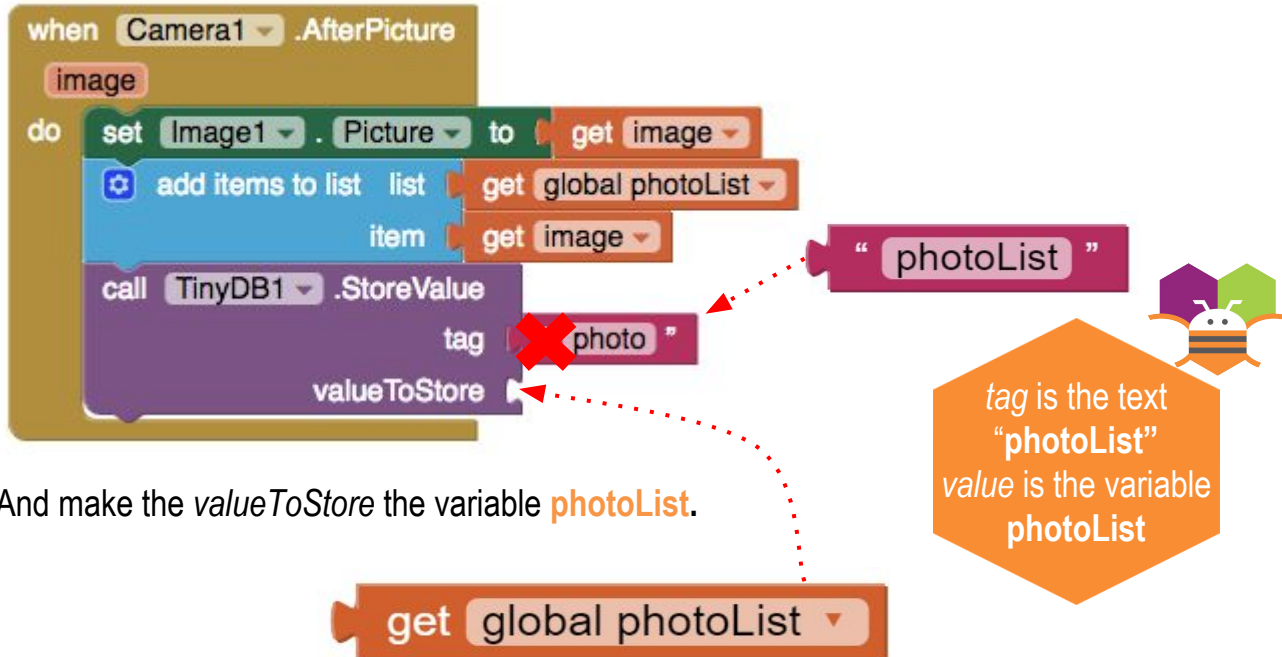 when Camera1 .AfterPicture
image
do set Image1 . Picture to get image
add items to list list get global photoList
item get image
call TinyDB1 .StoreValue
tag photo "
valueToStore
“ photoList ”
tag is the text
“photoList”
value is the variable
photoList
And make the valueToStore the variable photoList.
get global photoList